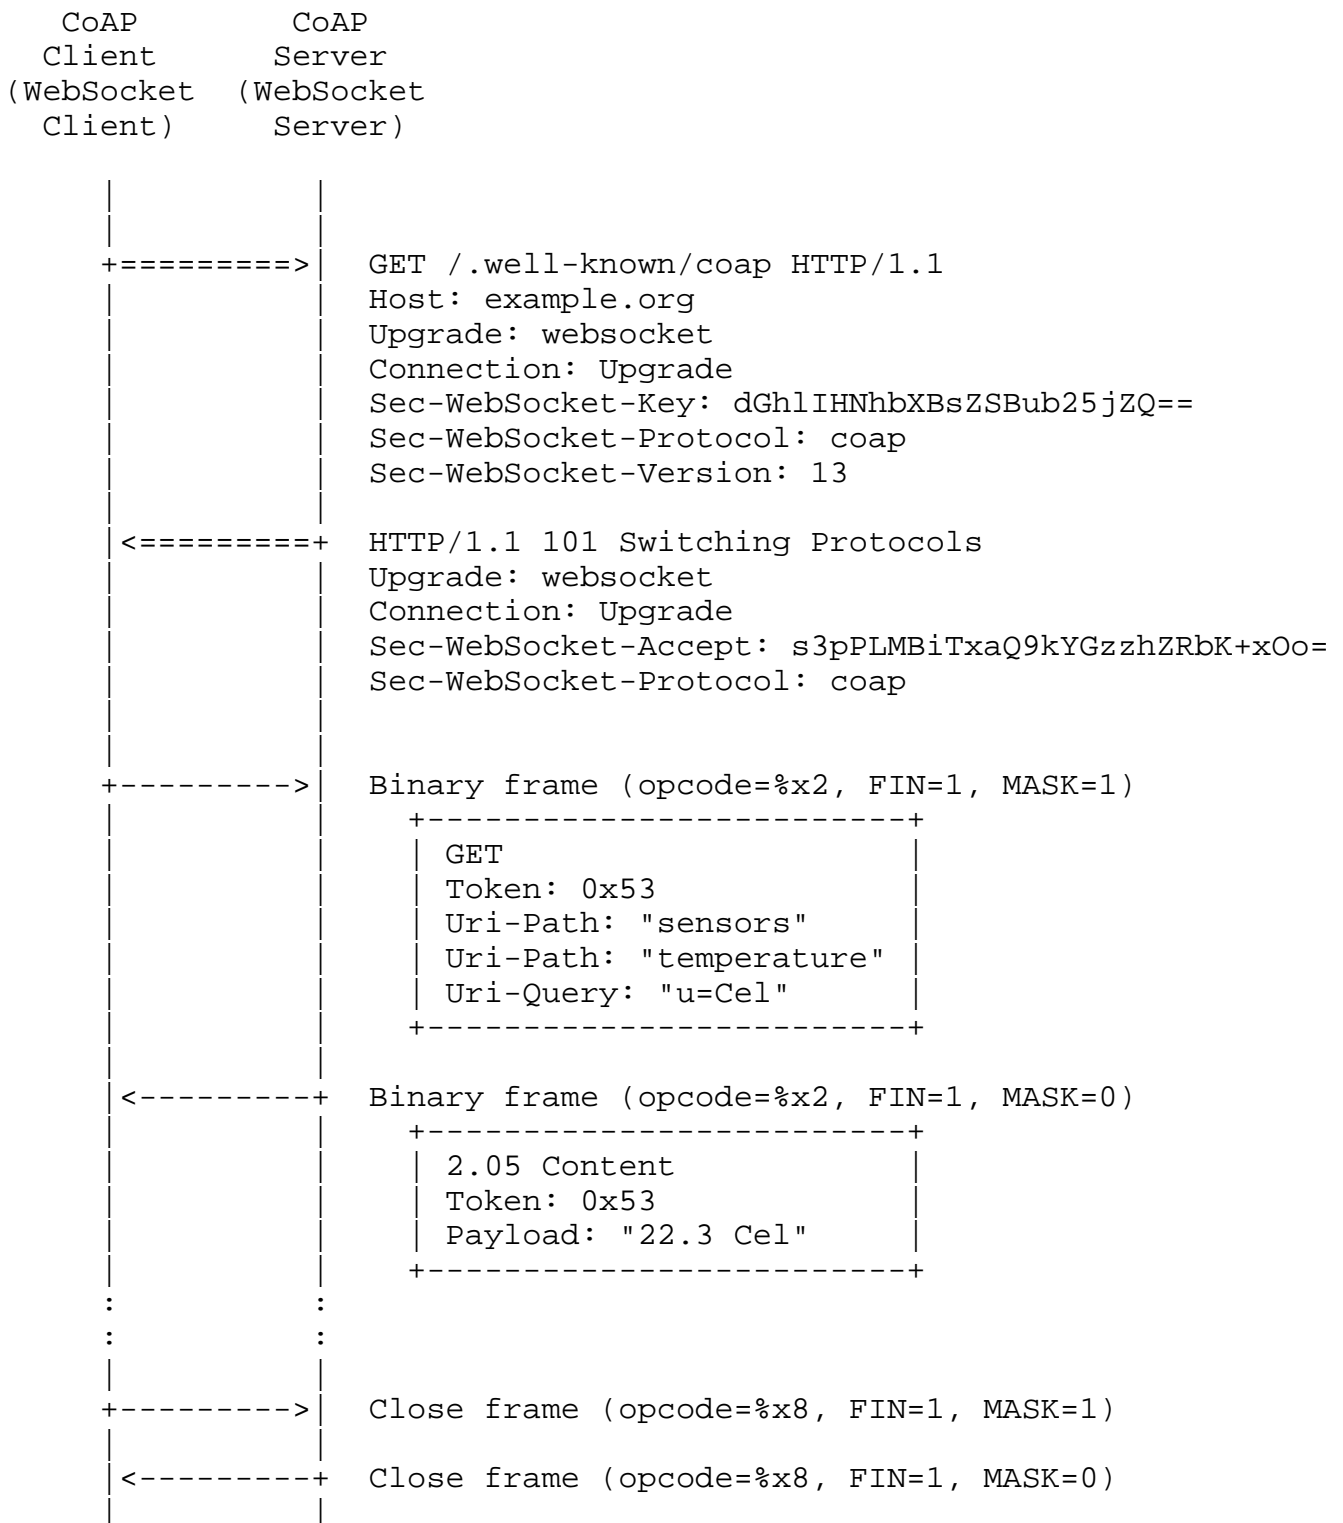 CoAP CoAP
Client Server
(WebSocket (WebSocket
Client) Server)
GET /.well-known/coap HTTP/1.1
Host: example.org
Upgrade: websocket
Connection: Upgrade
Sec-WebSocket-Key: dGhlIHNhbXBsZSBub25jZQ==
Sec-WebSocket-Protocol: coap
Sec-WebSocket-Version: 13
HTTP/1.1 101 Switching Protocols
Upgrade: websocket
Connection: Upgrade
Sec-WebSocket-Accept: s3pPLMBiTxaQ9kYGzzhZRbK+xOo=
Sec-WebSocket-Protocol: coap
Binary frame (opcode=%x2, FIN=1, MASK=1)
GET
Token: 0x53
Uri-Path: "sensors"
Uri-Path: "temperature"
Uri-Query: "u=Cel"
Binary frame (opcode=%x2, FIN=1, MASK=0)
2.05 Content
Token: 0x53
Payload: "22.3 Cel"
Close frame (opcode=%x8, FIN=1, MASK=1)
Close frame (opcode=%x8, FIN=1, MASK=0)